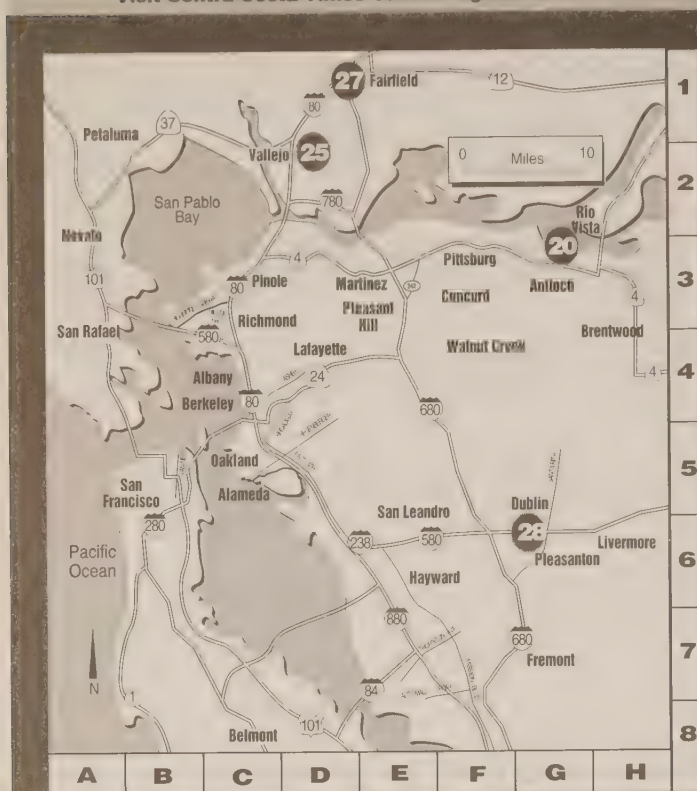 27
Fairfield
12
1
80
37
Petaluma
Vallejo
25
0 Miles 10
2
780
San Pablo
Bay
Rio
Vista
Novato
20
4
Pittsburg
101
80
Pinole
Martinez
242
Antioch
3
Concord
4
Pleasant
Hill
Richmond
San Rafael
580
Brentwood
Walnut Creek
Lafayette
Albany
24
4
4
Berkeley
80
680
Oakland
5
San
Francisco
Alameda
San Leandro
Dublin
280
238
580
28
Livermore
Pacific
Ocean
Pleasanton
6
Hayward
880
680
7
N
Fremont
84
1
101
Belmont
8
A B C D E F G H